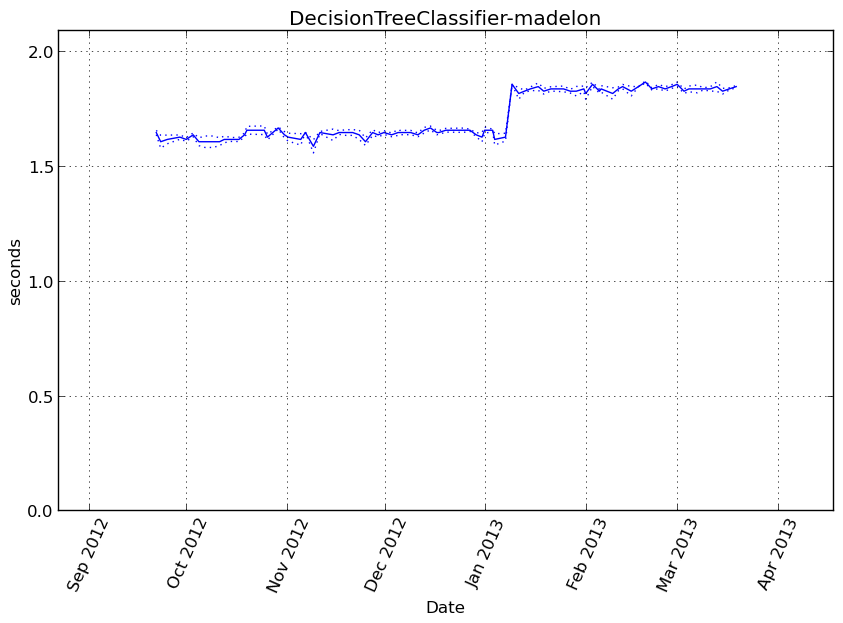 DecisionTreeClassifier-madelon
2.0
1.5
1.0
0.5
0.0
seconds
Sep 2012
Oct 2012
Nov 2012
Dec 2012
Jan 2013
Feb 2013
Mar 2013
Apr 2013
Date